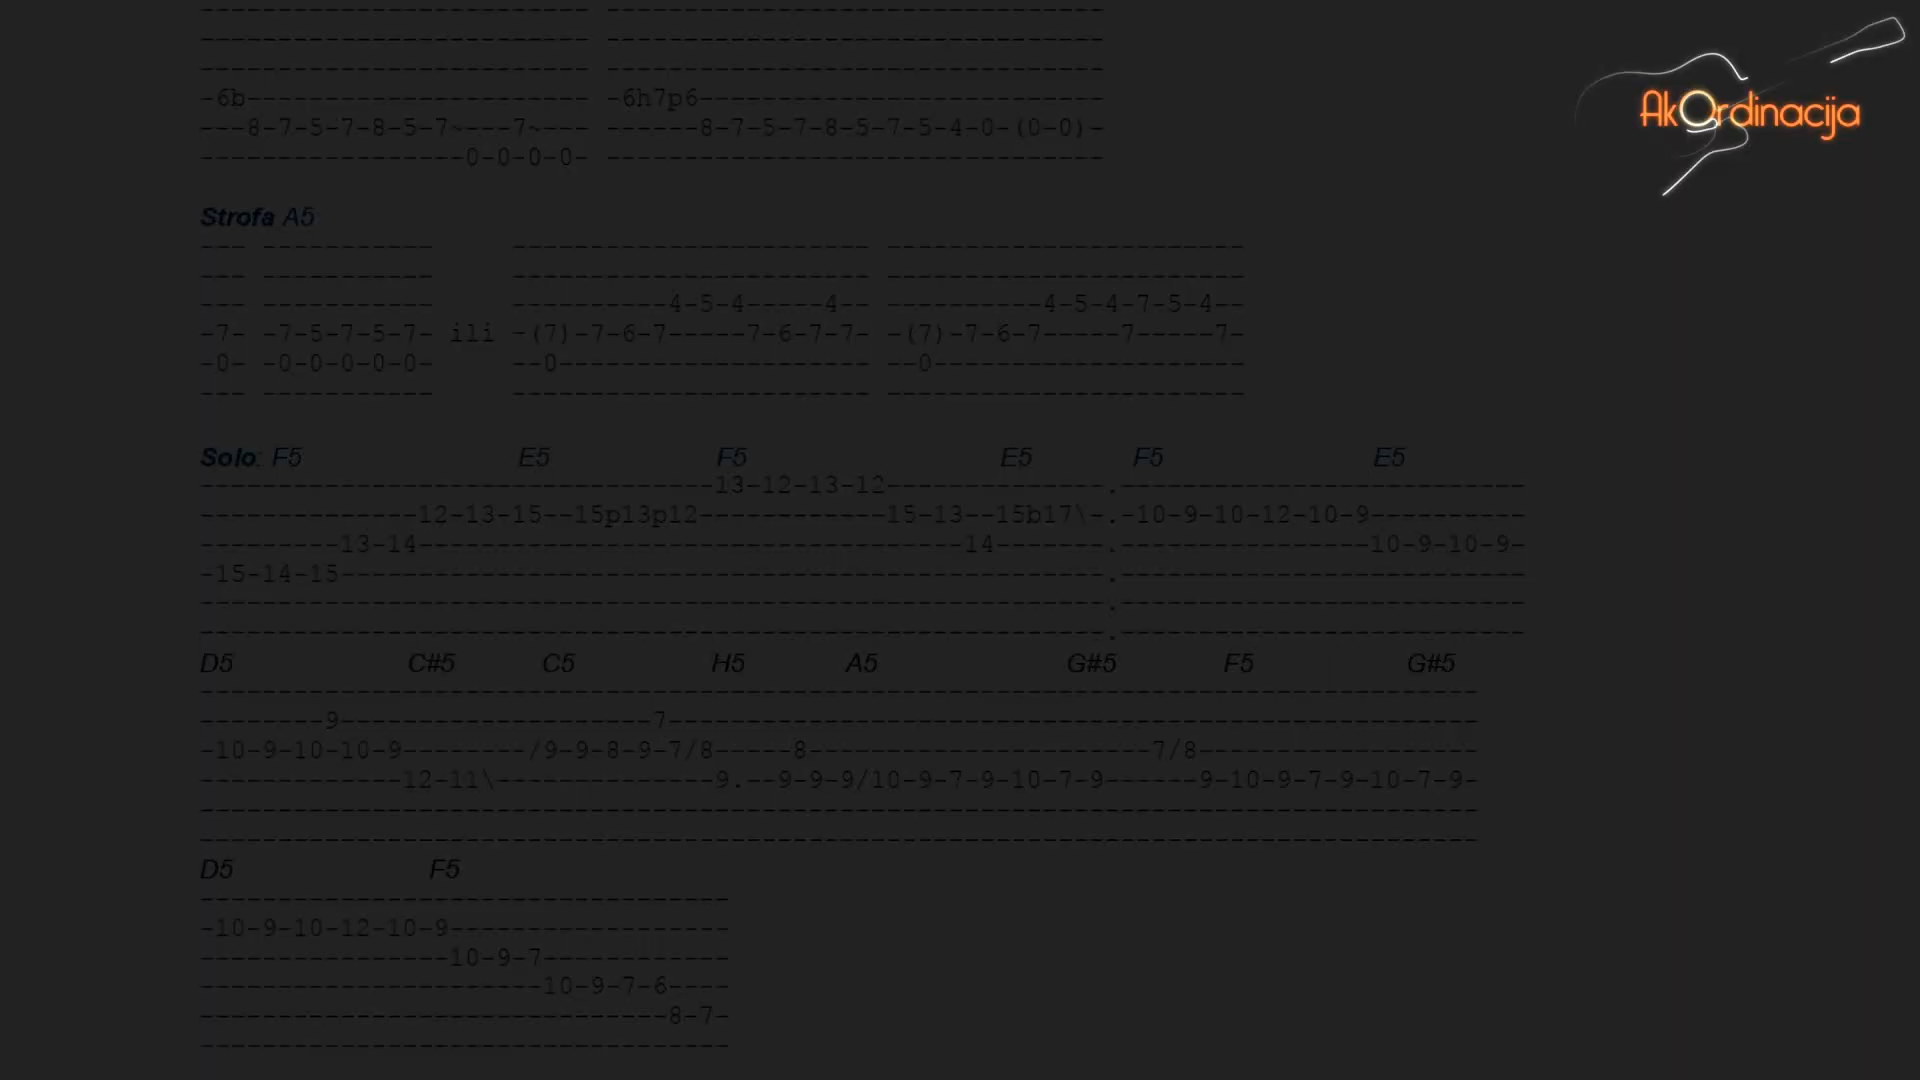 ------------------------- --------------------------------
------------------------- --------------------------------
------------------------- --------------------------------
-6b---------------------- -6h7p6--------------------------
---8-7-5-7-8-5-7~---7~--- ------8-7-5-7-8-5-7-5-4-0-(0-0)-
-----------------0-0-0-0- --------------------------------
AkOrdinacija
Strofa A5
--- ----------- ----------------------- -----------------------
--- ----------- ----------------------- -----------------------
--- ----------- ----------4-5-4-----4-- ----------4-5-4-7-5-4--
-7- -7-5-7-5-7- ili -(7)-7-6-7-----7-6-7-7- -(7)-7-6-7-----7-----7-
-0- -0-0-0-0-0- --0-------------------- --0--------------------
--- ----------- ----------------------- -----------------------
Solo: F5 E5 F5 E5 F5 E5
---------------------------------13-12-13-12--------------.--------------------------
--------------12-13-15--15p13p12------------15-13--15b17\-.-10-9-10-12-10-9----------
---------13-14-----------------------------------14-------.----------------10-9-10-9-
-15-14-15-------------------------------------------------.--------------------------
----------------------------------------------------------.--------------------------
----------------------------------------------------------.--------------------------
D5 C#5 C5 H5 A5 G#5 F5 G#5
----------------------------------------------------------------------------------
--------9--------------------7----------------------------------------------------
-10-9-10-10-9--------/9-9-8-9-7/8-----8----------------------7/8------------------
-------------12-11\--------------9.--9-9-9/10-9-7-9-10-7-9------9-10-9-7-9-10-7-9-
----------------------------------------------------------------------------------
----------------------------------------------------------------------------------
D5 F5
----------------------------------
-10-9-10-12-10-9------------------
----------------10-9-7------------
----------------------10-9-7-6----
------------------------------8-7-
----------------------------------